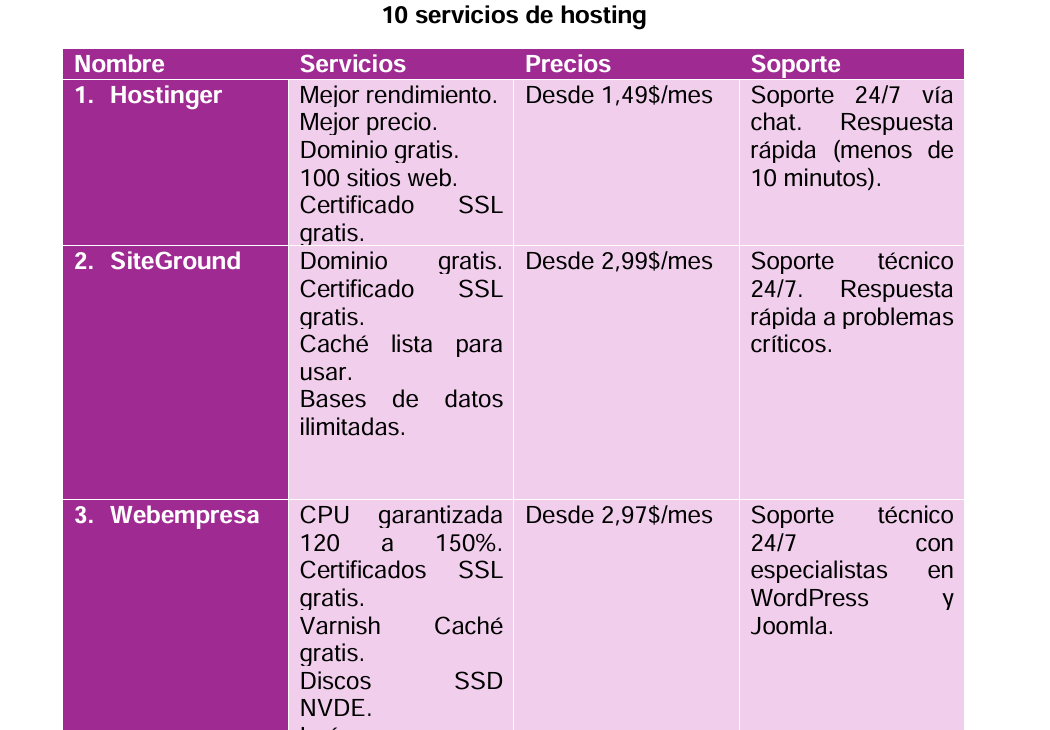 10 servicios de hosting
Nombre Servicios Precios Soporte
1. Hostinger
Mejor rendimiento.
Mejor precio.
Dominio gratis.
100 sitios web.
Certificado SSL
gratis.
Desde 1,49$/mes
Soporte 24/7 vía
chat. Respuesta
rápida (menos de
10 minutos).
2. SiteGround
Dominio gratis.
Certificado SSL
gratis.
Caché lista para
usar.
Bases de datos
ilimitadas.
Desde 2,99$/mes
Soporte técnico
24/7. Respuesta
rápida a problemas
críticos.
3. Webempresa
CPU garantizada
120 a 150%.
Certificados SSL
gratis.
Varnish Caché
gratis.
Discos SSD
NVDE.
Desde 2,97$/mes
Soporte técnico
24/7 con
especialistas en
WordPress y
Joomla.